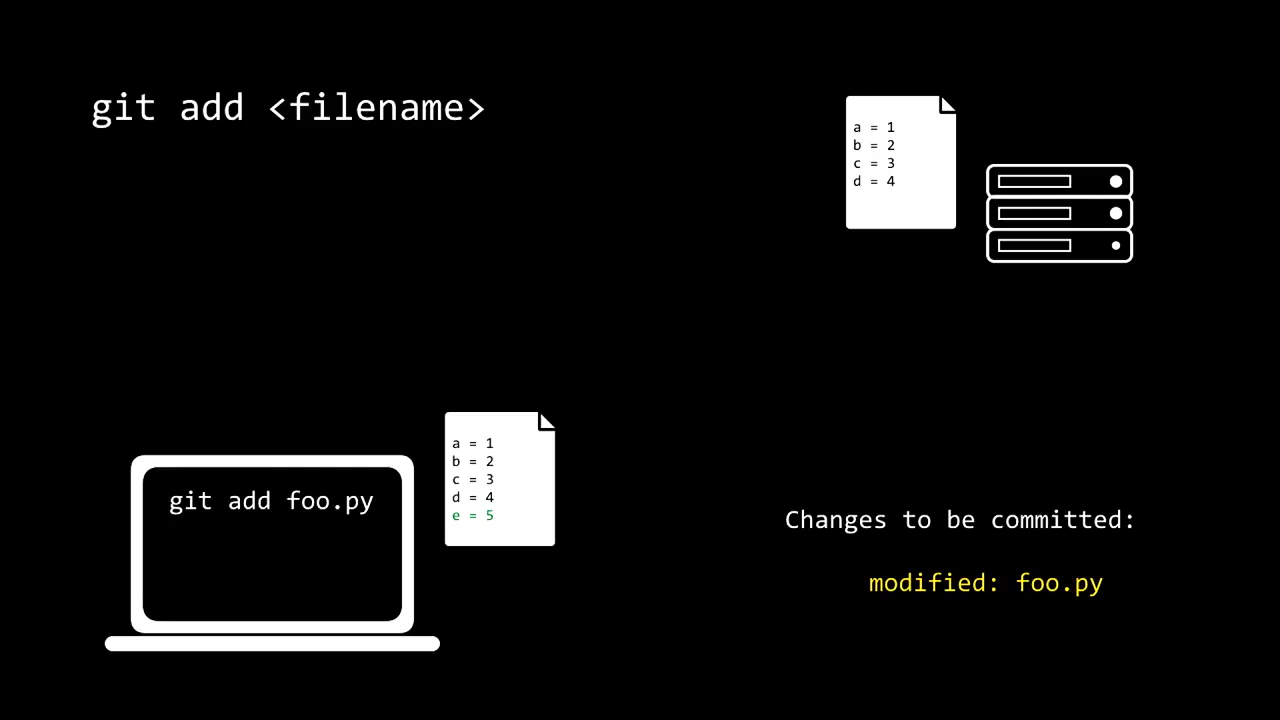 git add <filename>
a = 1
b = 2
c = 3
d = 4
git add foo.py
a = 1
b = 2
c = 3
d = 4
e = 5
Changes to be committed:
modified: foo.py